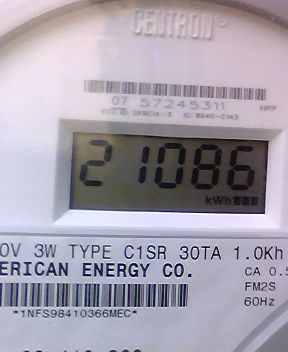 CENTRON
07 57245311
21086
kWh
0V 3W TYPE C1SR 30TA 1.0Kh
ERICAN ENERGY CO.
CA 0.5
FM2S
60Hz
*1NFS98410366MEC*